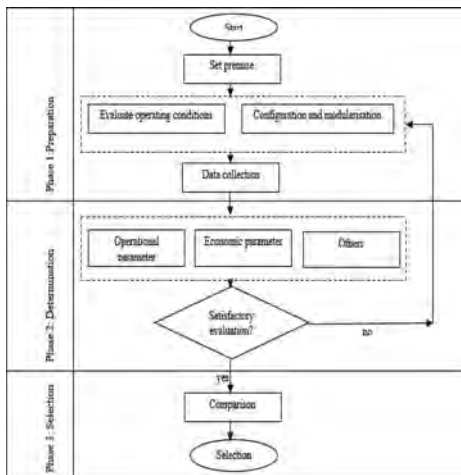 Start
Set premise
Phase 1:Preparation
Evaluate operating conditions
Configuration and modularisation
Data collection
Phase 2: Determination
Operational
parameter
Economic parameter
Others
Satisfactory
evaluation?
no
yes
Phase 3: Selection
Comparison
Selection